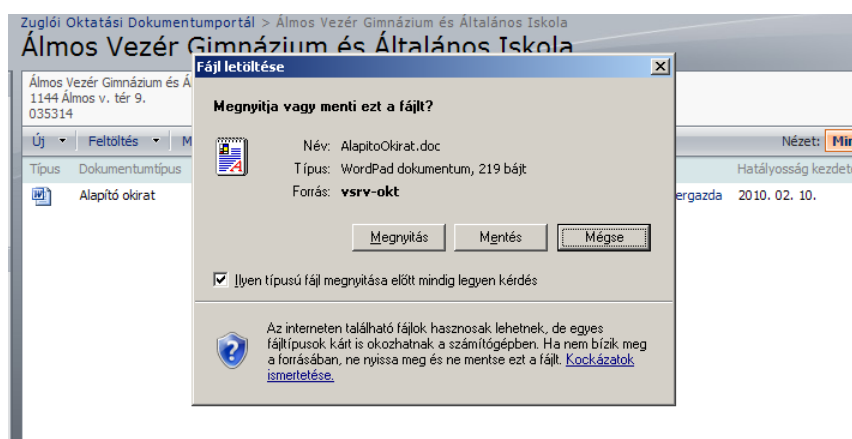 Zuglói Oktatási Dokumentumportál > Álmos Vezér Gimnázium és Általános Iskola
Álmos Vezér Gimnázium és Általános Iskola
Álmos Vezér Gimnázium és Á
1144 Álmos v. tér 9.
035314
Új Feltöltés M Nézet: Min
Típus Dokumentumtípus Hatályosság kezdet
Alapító okirat ergazda 2010. 02. 10.
Fájl letöltése
Megnyitja vagy menti ezt a fájlt?
Név: AlapitoOkirat.doc
Típus: WordPad dokumentum, 219 bájt
Forrás: vsrv-okt
Megnyitás Mentés Mégse
Ilyen típusú fájl megnyitása előtt mindig legyen kérdés
Az interneten található fájlok hasznosak lehetnek, de egyes
fájltípusok kárt is okozhatnak a számítógépben. Ha nem bízik meg
a forrásában, ne nyissa meg és ne mentse ezt a fájlt. Kockázatok
ismertetése.